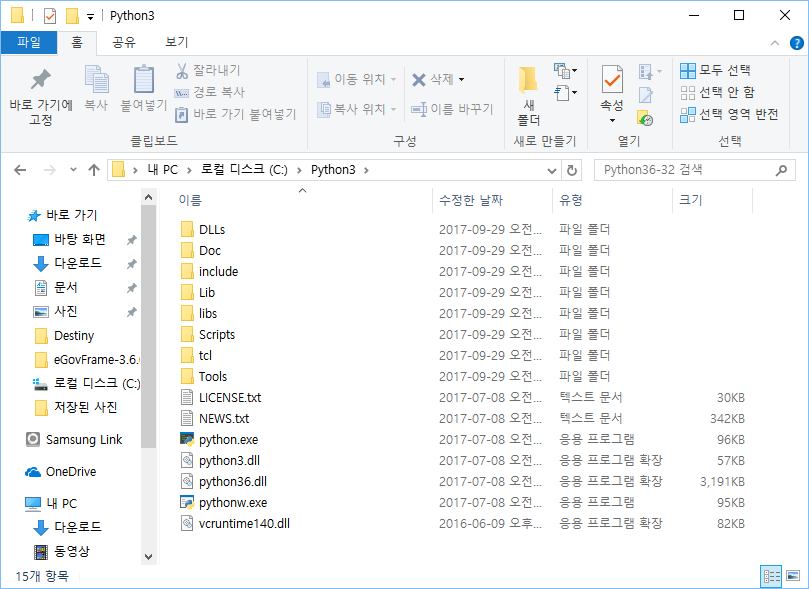 Python3
파일 홈 공유 보기
바로 가기에 고정
복사
붙여넣기
잘라내기
경로 복사
바로 가기 붙여넣기
클립보드
이동 위치
복사 위치
삭제
이름 바꾸기
구성
새 폴더
새로 만들기
속성
열기
모두 선택
선택 안 함
선택 영역 반전
선택
내 PC 로컬 디스크 (C:) Python3
Python36-32 검색
바로 가기
바탕 화면
다운로드
문서
사진
Destiny
eGovFrame-3.6.
로컬 디스크 (C:)
저장된 사진
Samsung Link
OneDrive
내 PC
다운로드
동영상
이름 수정한 날짜 유형 크기
DLLs 2017-09-29 오전... 파일 폴더
Doc 2017-09-29 오전... 파일 폴더
include 2017-09-29 오전... 파일 폴더
Lib 2017-09-29 오전... 파일 폴더
libs 2017-09-29 오전... 파일 폴더
Scripts 2017-09-29 오전... 파일 폴더
tcl 2017-09-29 오전... 파일 폴더
Tools 2017-09-29 오전... 파일 폴더
LICENSE.txt 2017-07-08 오전... 텍스트 문서 30KB
NEWS.txt 2017-07-08 오전... 텍스트 문서 342KB
python.exe 2017-07-08 오전... 응용 프로그램 96KB
python3.dll 2017-07-08 오전... 응용 프로그램 확장 57KB
python36.dll 2017-07-08 오전... 응용 프로그램 확장 3,191KB
pythonw.exe 2017-07-08 오전... 응용 프로그램 95KB
vcruntime140.dll 2016-06-09 오후... 응용 프로그램 확장 82KB
15개 항목